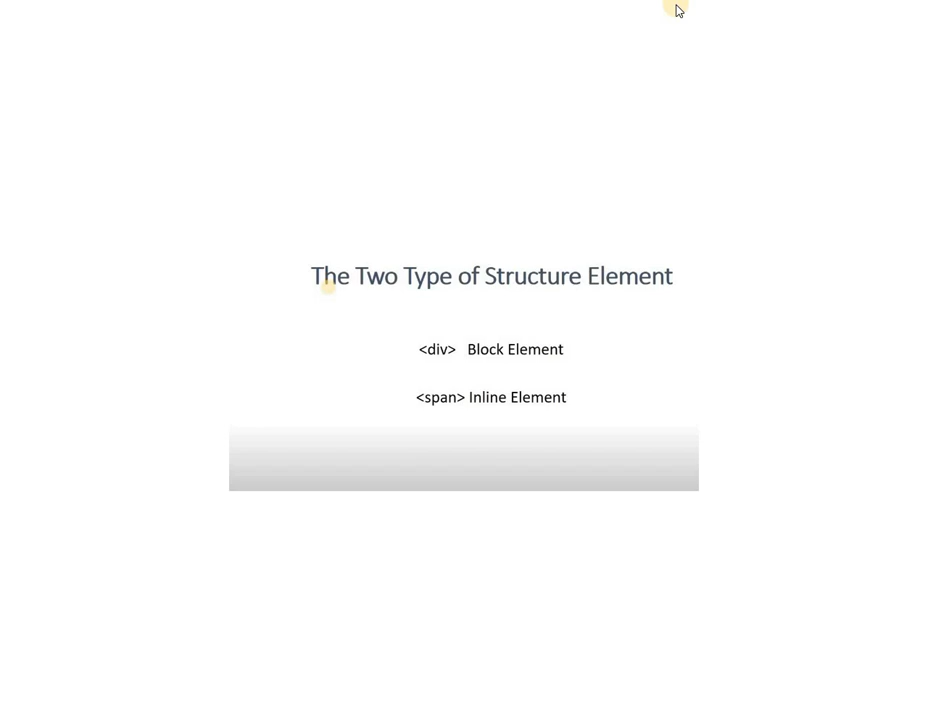 The Two Type of Structure Element
<div> Block Element
<span> Inline Element